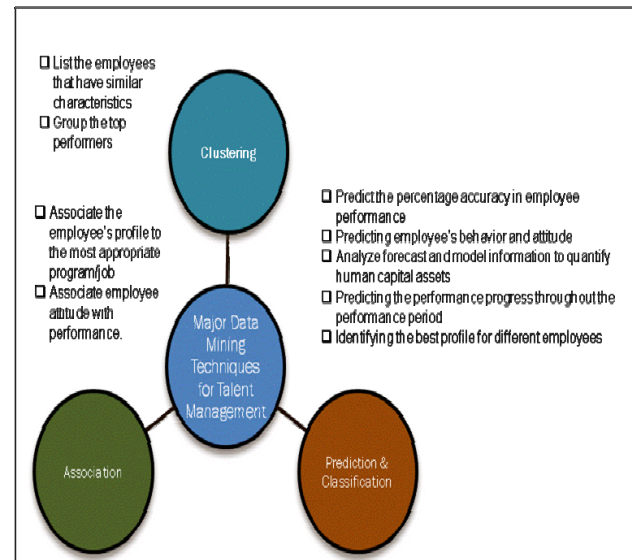 ❑ List the employees
that have similar
characteristics
❑ Group the top
performers
Clustering
❑ Associate the
employee's profile to
the most appropriate
program/job
❑ Associate employee
attitude with
performance.
❑ Predict the percentage accuracy in employee
performance
❑ Predicting employee's behavior and attitude
❑ Analyze forecast and model information to quantify
human capital assets
❑ Predicting the performance progress throughout the
performance period
❑ Identifying the best profile for different employees
Major Data
Mining
Techniques
for Talent
Management
Association
Prediction &
Classification